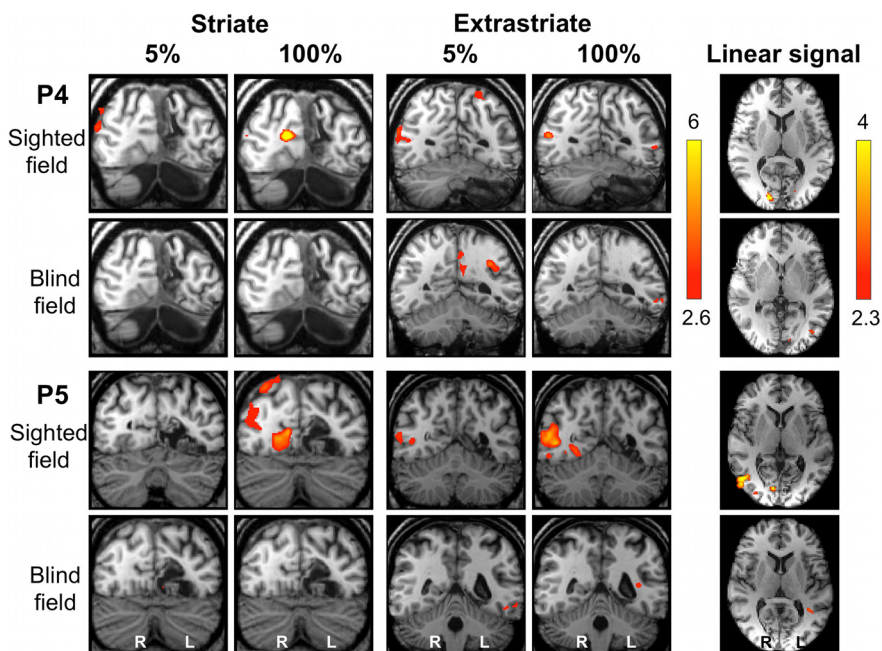 Striate
Extrastriate
5%
100%
5%
100%
Linear signal
P4
Sighted
field
6
4
Blind
field
2.6
2.3
P5
Sighted
field
Blind
field
R
L
R
L
R
L
R
L
R
L